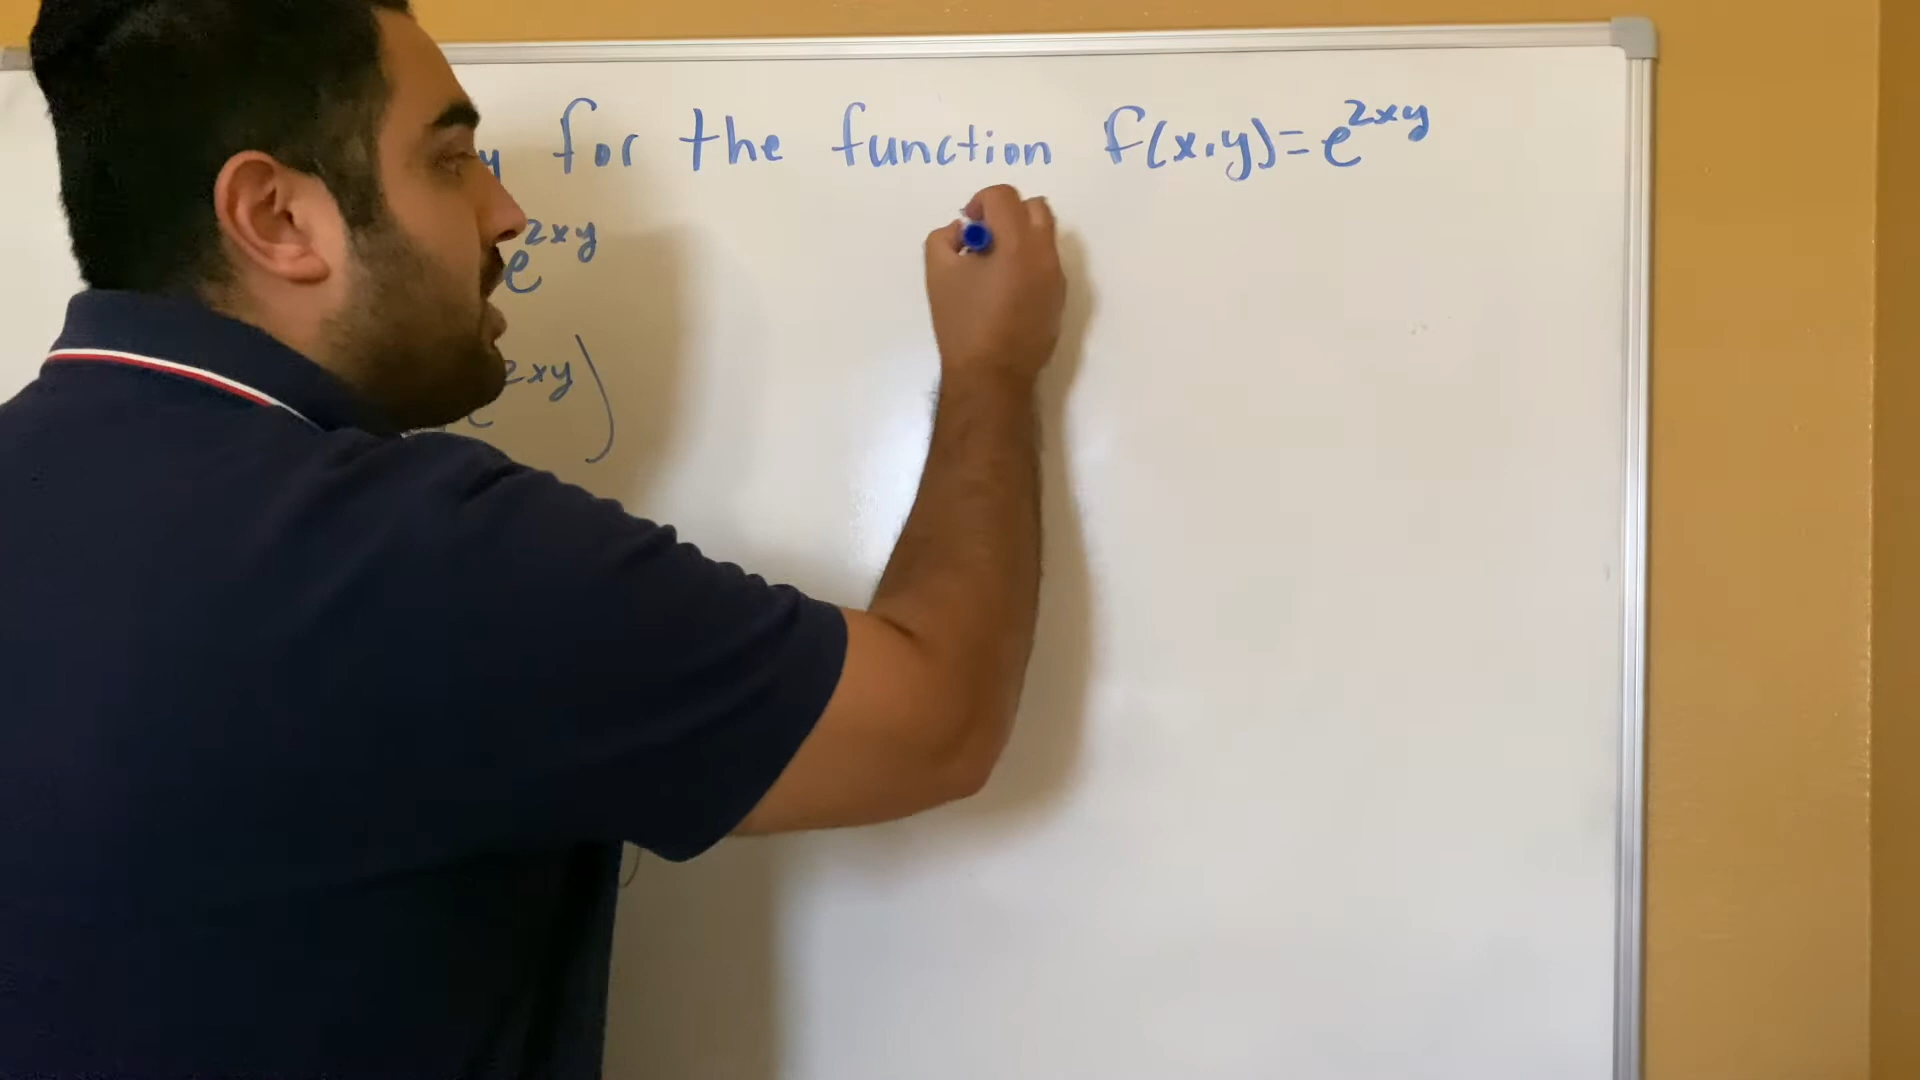 y for the function f(x,y)=e^2xy
e^2xy
e^2xy)